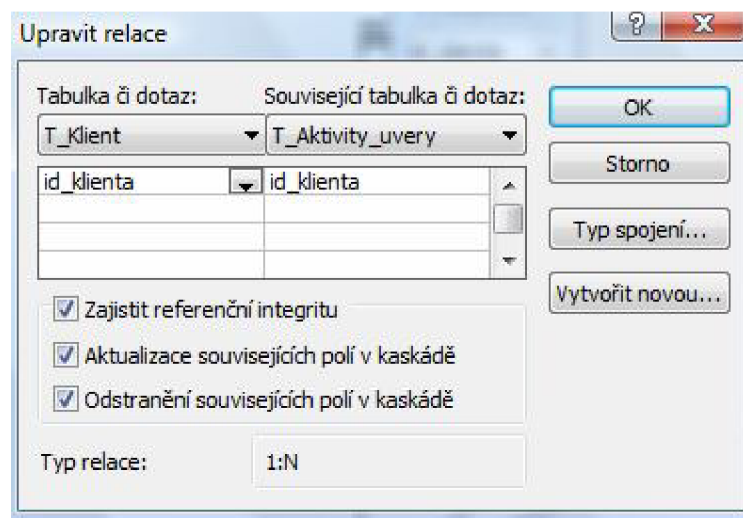 Upravit relace
Tabulka či dotaz: Související tabulka či dotaz:
T_Klient T_Aktivity_uvery
id_klienta id_klienta
Zajistit referenční integritu
Aktualizace souvisejících polí v kaskádě
Odstranění souvisejících polí v kaskádě
Typ relace: 1:N
OK
Storno
Typ spojení...
Vytvořit novou...